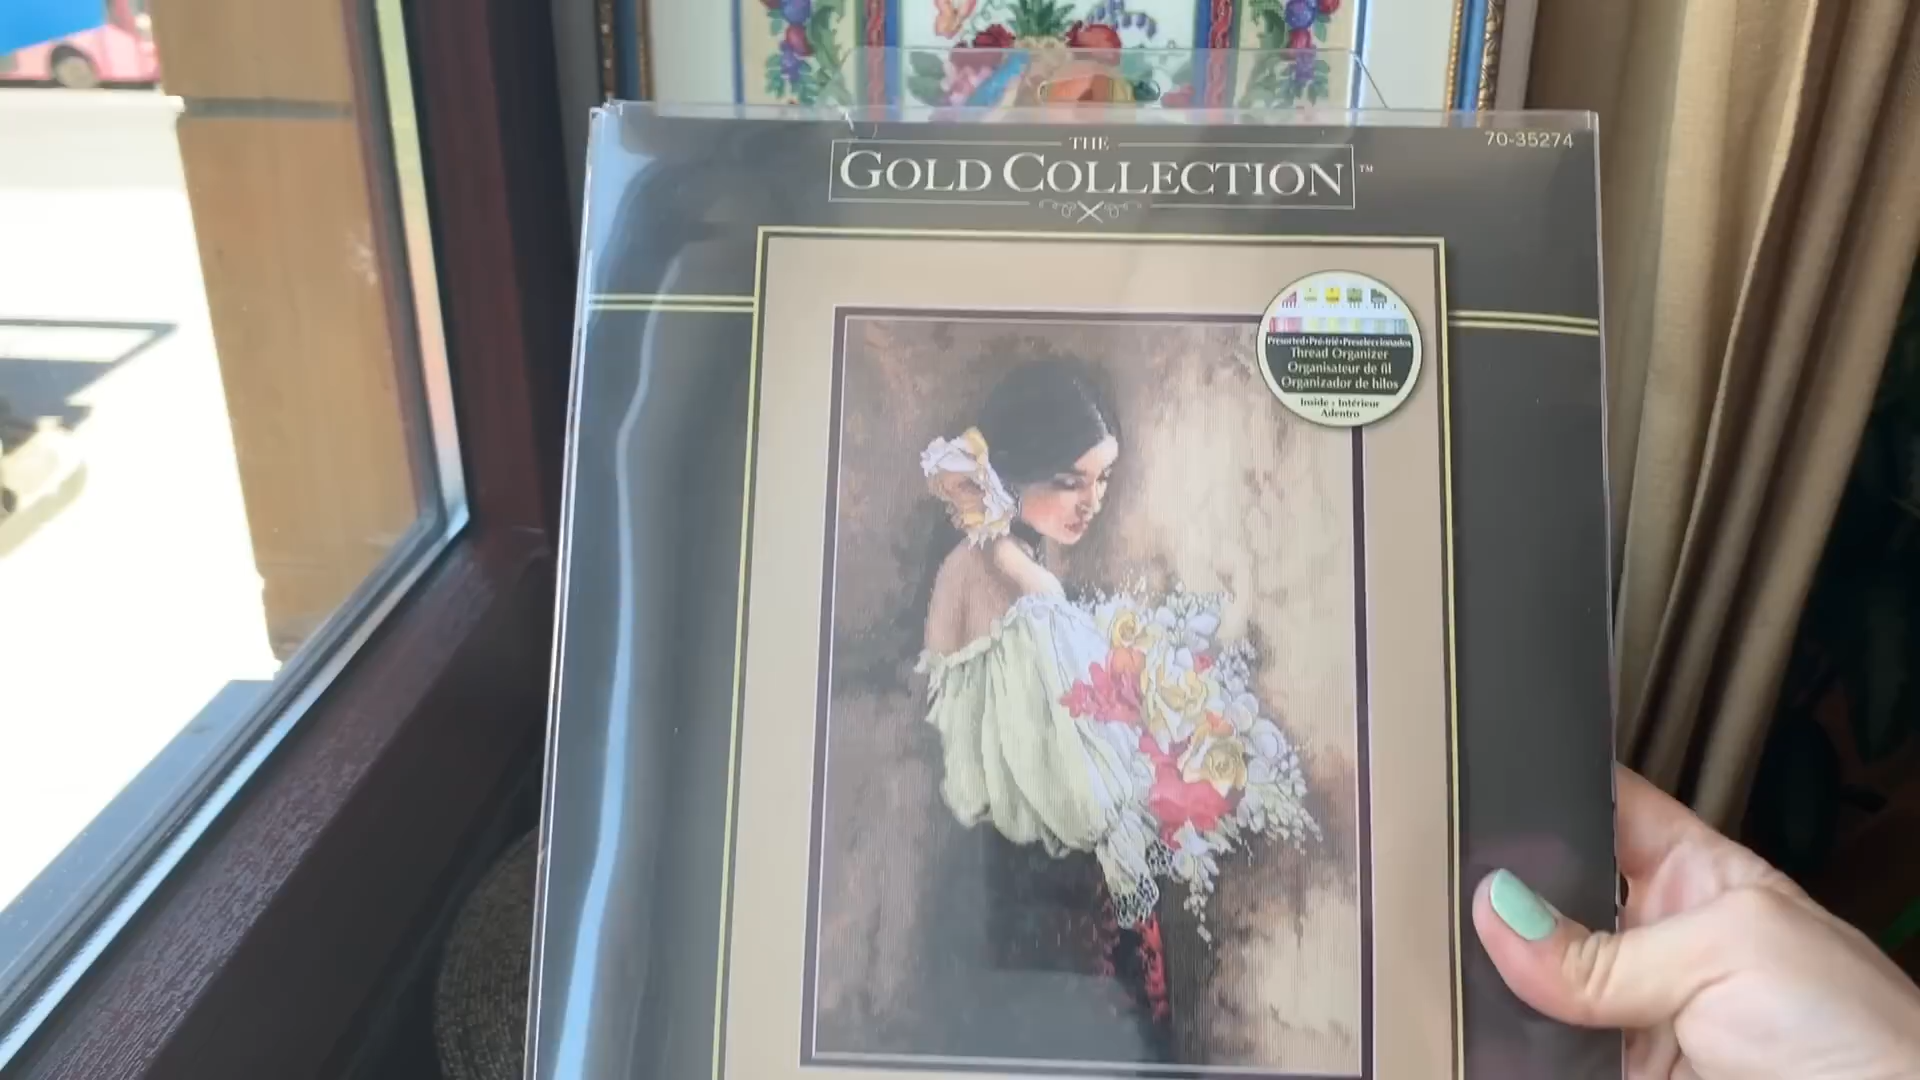 THE
GOLD COLLECTION™
70-35274
Presorted•Pré-trié•Preseleccionados
Thread Organizer
Organisateur de fil
Organizador de hilos
Inside • Intérieur
Adentro